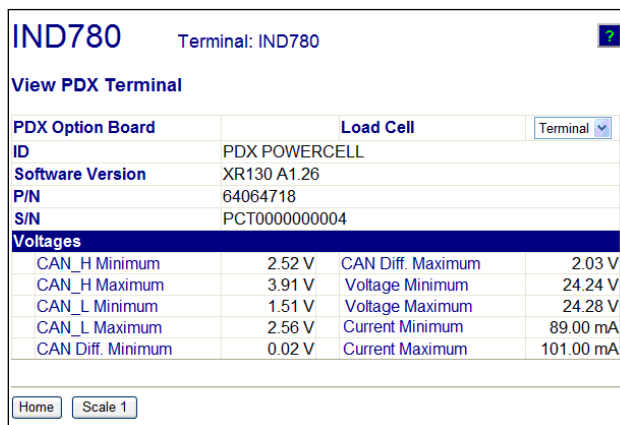 IND780 Terminal: IND780 ?
View PDX Terminal
PDX Option Board Load Cell Terminal
ID PDX POWERCELL
Software Version XR130 A1.26
P/N 64064718
S/N PCT0000000004
Voltages
CAN_H Minimum 2.52 V CAN Diff. Maximum 2.03 V
CAN_H Maximum 3.91 V Voltage Minimum 24.24 V
CAN_L Minimum 1.51 V Voltage Maximum 24.28 V
CAN_L Maximum 2.56 V Current Minimum 89.00 mA
CAN Diff. Minimum 0.02 V Current Maximum 101.00 mA
Home Scale 1